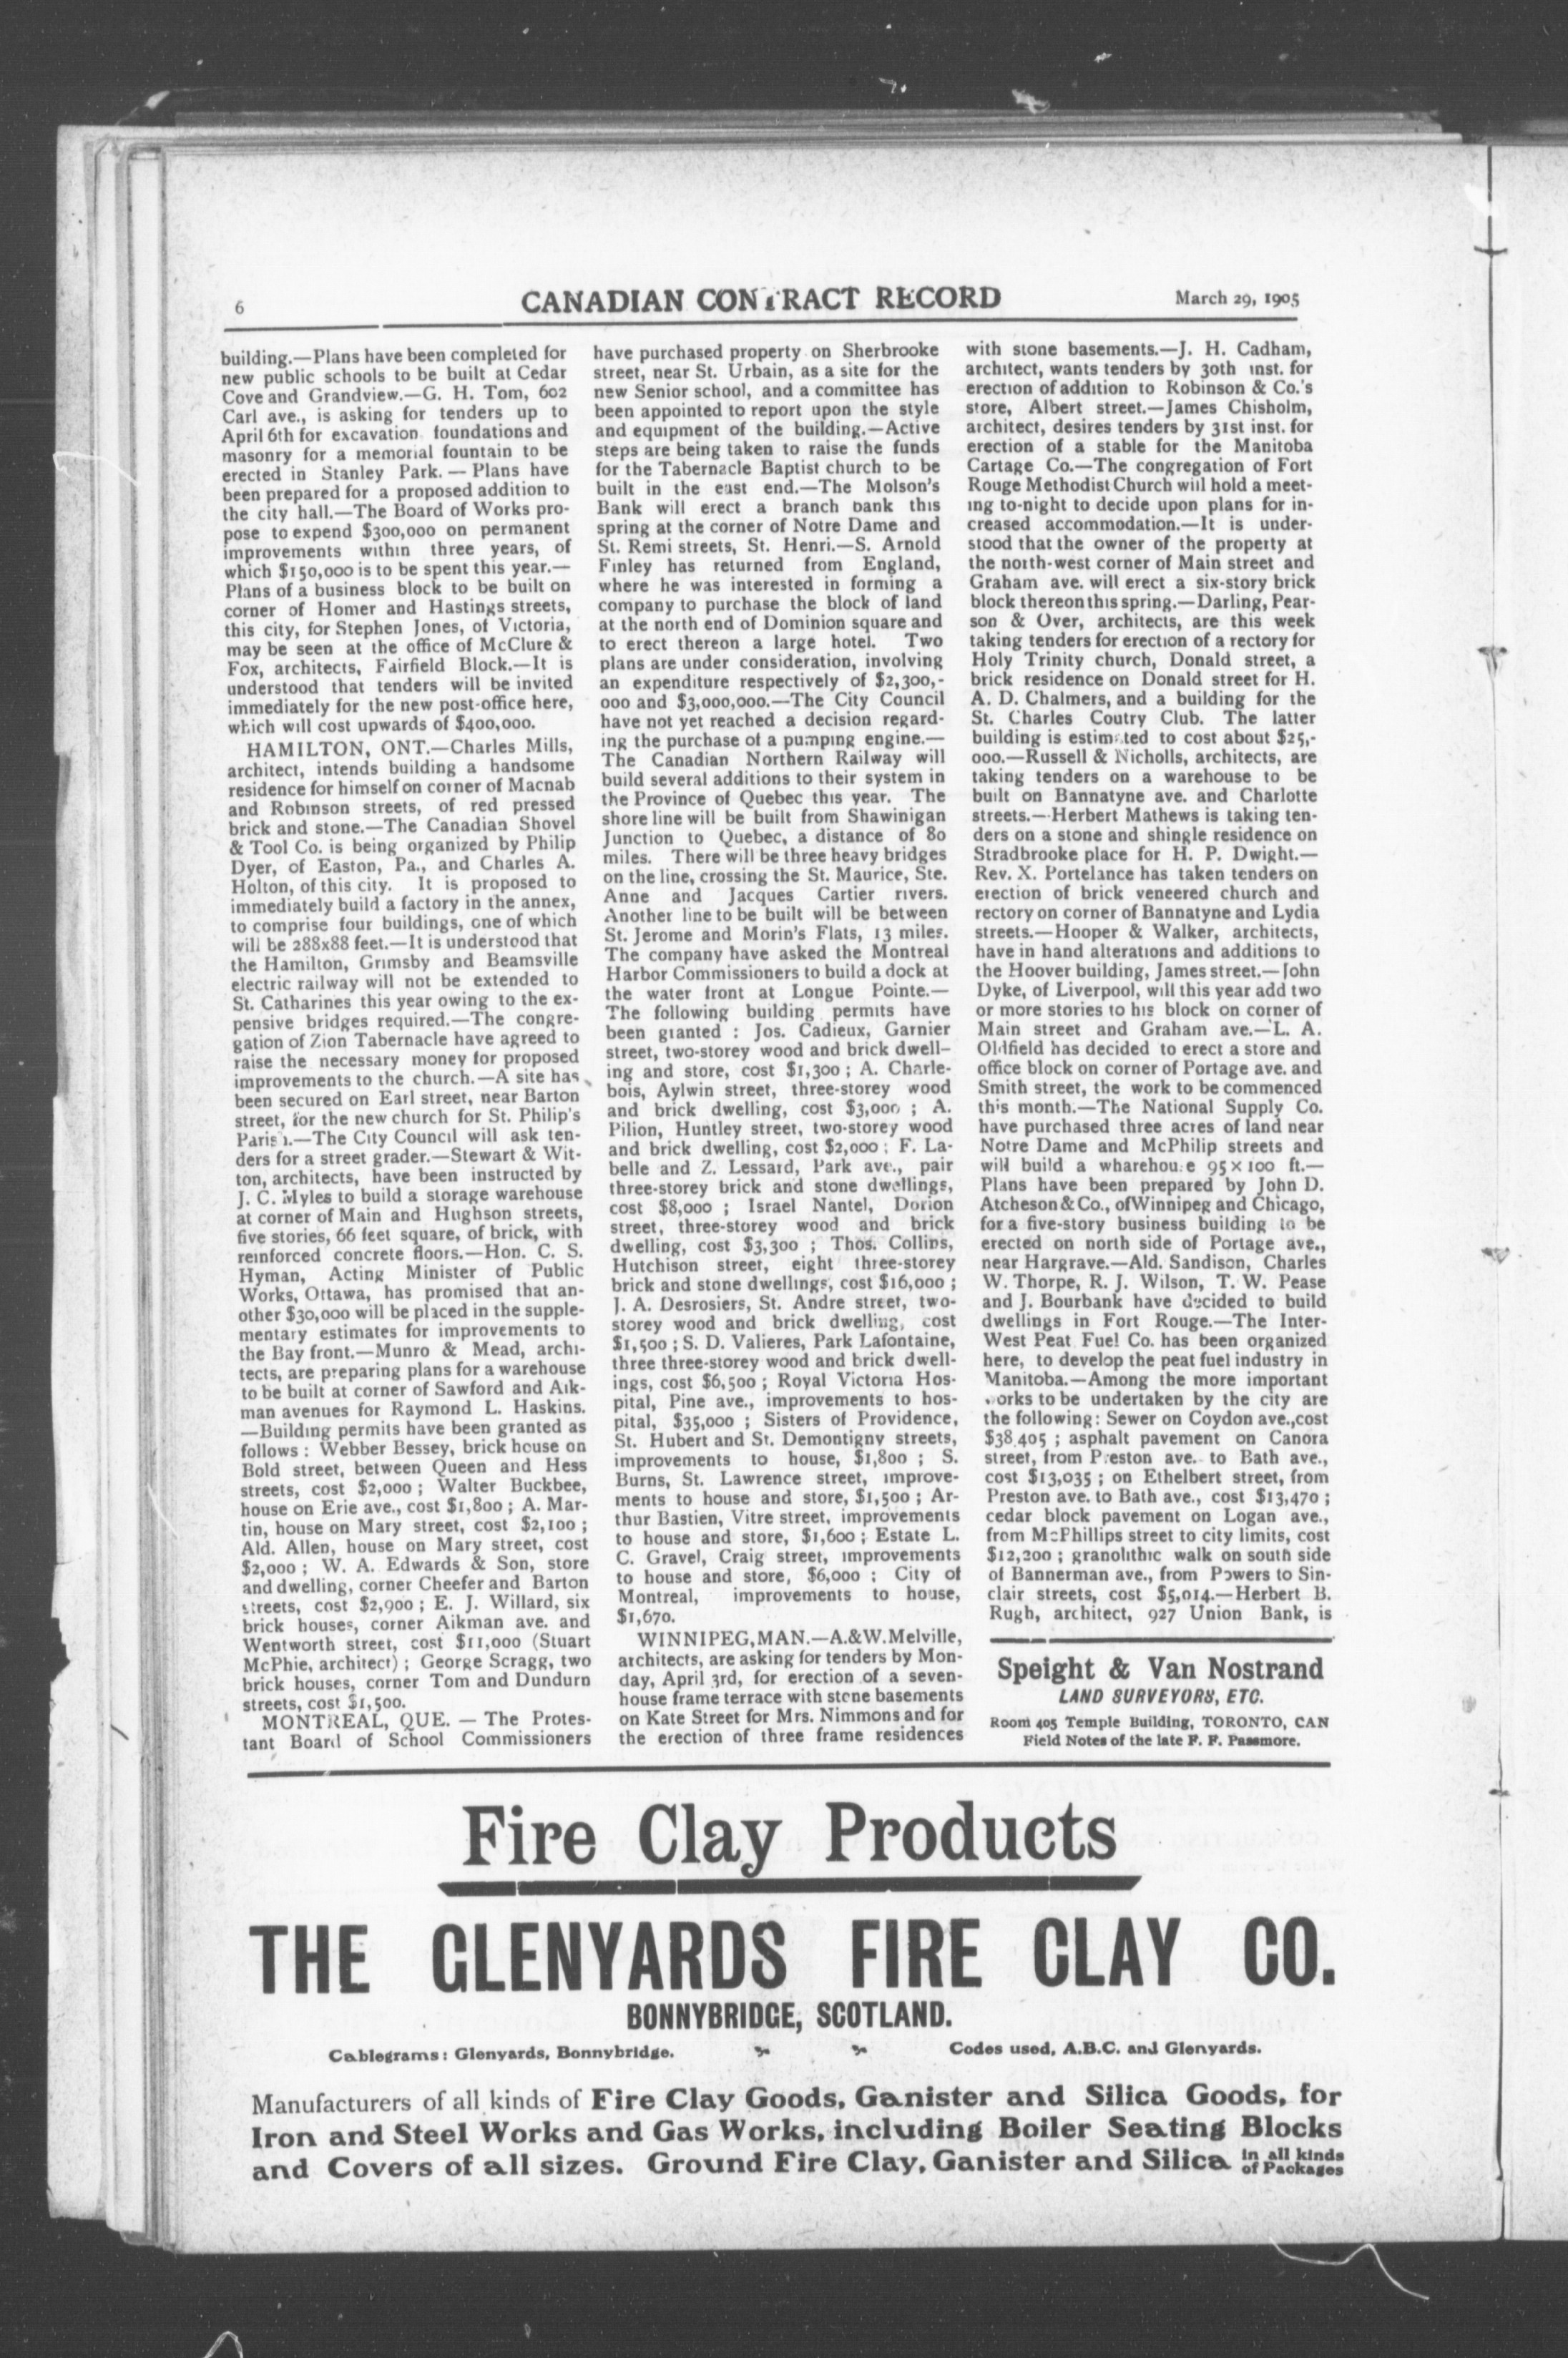 6
CANADIAN CONTRACT RECORD
March 29, 1905
building.—Plans have been completed for
new public schools to be built at Cedar
Cove and Grandview.—G. H. Tom, 602
Carl ave., is asking for tenders up to
April 6th for excavation foundations and
masonry for a memorial fountain to be
erected in Stanley Park. — Plans have
been prepared for a proposed addition to
the city hall.—The Board of Works pro-
pose to expend $300,000 on permanent
improvements within three years, of
which $150,000 is to be spent this year.—
Plans of a business block to be built on
corner of Homer and Hastings streets,
this city, for Stephen Jones, of Victoria,
may be seen at the office of McClure &
Fox, architects, Fairfield Block.—It is
understood that tenders will be invited
immediately for the new post-office here,
which will cost upwards of $400,000.
HAMILTON, ONT.—Charles Mills,
architect, intends building a handsome
residence for himself on corner of Macnab
and Robinson streets, of red pressed
brick and stone.—The Canadian Shovel
& Tool Co. is being organized by Philip
Dyer, of Easton, Pa., and Charles A.
Holton, of this city. It is proposed to
immediately build a factory in the annex,
to comprise four buildings, one of which
will be 288x88 feet.—It is understood that
the Hamilton, Grimsby and Beamsville
electric railway will not be extended to
St. Catharines this year owing to the ex-
pensive bridges required.—The congre-
gation of Zion Tabernacle have agreed to
raise the necessary money for proposed
improvements to the church.—A site has
been secured on Earl street, near Barton
street, for the new church for St. Philip's
Parish.—The City Council will ask ten-
ders for a street grader.—Stewart & Wit-
ton, architects, have been instructed by
J. C. Myles to build a storage warehouse
at corner of Main and Hughson streets,
five stories, 66 feet square, of brick, with
reinforced concrete floors.—Hon. C. S.
Hyman, Acting Minister of Public
Works, Ottawa, has promised that an-
other $30,000 will be placed in the supple-
mentary estimates for improvements to
the Bay front.—Munro & Mead, archi-
tects, are preparing plans for a warehouse
to be built at corner of Sawford and Aik-
man avenues for Raymond L. Haskins.
—Building permits have been granted as
follows : Webber Bessey, brick house on
Bold street, between Queen and Hess
streets, cost $2,000 ; Walter Buckbee,
house on Erie ave., cost $1,800 ; A. Mar-
tin, house on Mary street, cost $2,100 ;
Ald. Allen, house on Mary street, cost
$2,000 ; W. A. Edwards & Son, store
and dwelling, corner Cheefer and Barton
streets, cost $2,900 ; E. J. Willard, six
brick houses, corner Aikman ave. and
Wentworth street, cost $11,000 (Stuart
McPhie, architect) ; George Scragg, two
brick houses, corner Tom and Dundurn
streets, cost $1,500.
MONTREAL, QUE. — The Protes-
tant Board of School Commissioners
have purchased property on Sherbrooke
street, near St. Urbain, as a site for the
new Senior school, and a committee has
been appointed to report upon the style
and equipment of the building.—Active
steps are being taken to raise the funds
for the Tabernacle Baptist church to be
built in the east end.—The Molson's
Bank will erect a branch bank this
spring at the corner of Notre Dame and
St. Remi streets, St. Henri.—S. Arnold
Finley has returned from England,
where he was interested in forming a
company to purchase the block of land
at the north end of Dominion square and
to erect thereon a large hotel. Two
plans are under consideration, involving
an expenditure respectively of $2,300,-
000 and $3,000,000.—The City Council
have not yet reached a decision regard-
ing the purchase of a pumping engine.—
The Canadian Northern Railway will
build several additions to their system in
the Province of Quebec this year. The
shore line will be built from Shawinigan
Junction to Quebec, a distance of 80
miles. There will be three heavy bridges
on the line, crossing the St. Maurice, Ste.
Anne and Jacques Cartier rivers.
Another line to be built will be between
St. Jerome and Morin's Flats, 13 miles.
The company have asked the Montreal
Harbor Commissioners to build a dock at
the water front at Longue Pointe.—
The following building permits have
been granted : Jos. Cadieux, Garnier
street, two-storey wood and brick dwell-
ing and store, cost $1,300 ; A. Charle-
bois, Aylwin street, three-storey wood
and brick dwelling, cost $3,000 ; A.
Pilion, Huntley street, two-storey wood
and brick dwelling, cost $2,000 ; F. La-
belle and Z. Lessard, Park ave., pair
three-storey brick and stone dwellings,
cost $8,000 ; Israel Nantel, Dorion
street, three-storey wood and brick
dwelling, cost $3,300 ; Thos. Collins,
Hutchison street, eight three-storey
brick and stone dwellings, cost $16,000 ;
J. A. Desrosiers, St. Andre street, two-
storey wood and brick dwelling, cost
$1,500 ; S. D. Valieres, Park Lafontaine,
three three-storey wood and brick dwell-
ings, cost $6,500 ; Royal Victoria Hos-
pital, Pine ave., improvements to hos-
pital, $35,000 ; Sisters of Providence,
St. Hubert and St. Demontigny streets,
improvements to house, $1,800 ; S.
Burns, St. Lawrence street, improve-
ments to house and store, $1,500 ; Ar-
thur Bastien, Vitre street, improvements
to house and store, $1,600 ; Estate L.
C. Gravel, Craig street, improvements
to house and store, $6,000 ; City of
Montreal, improvements to house,
$1,670.
WINNIPEG, MAN.—A. & W. Melville,
architects, are asking for tenders by Mon-
day, April 3rd, for erection of a seven-
house frame terrace with stone basements
on Kate Street for Mrs. Nimmons and for
the erection of three frame residences
with stone basements.—J. H. Cadham,
architect, wants tenders by 30th inst. for
erection of addition to Robinson & Co.'s
store, Albert street.—James Chisholm,
architect, desires tenders by 31st inst. for
erection of a stable for the Manitoba
Cartage Co.—The congregation of Fort
Rouge Methodist Church will hold a meet-
ing to-night to decide upon plans for in-
creased accommodation.—It is under-
stood that the owner of the property at
the north-west corner of Main street and
Graham ave. will erect a six-story brick
block thereon this spring.—Darling, Pear-
son & Over, architects, are this week
taking tenders for erection of a rectory for
Holy Trinity church, Donald street, a
brick residence on Donald street for H.
A. D. Chalmers, and a building for the
St. Charles Coutry Club. The latter
building is estimated to cost about $25,-
000.—Russell & Nicholls, architects, are
taking tenders on a warehouse to be
built on Bannatyne ave. and Charlotte
streets.—Herbert Mathews is taking ten-
ders on a stone and shingle residence on
Stradbrooke place for H. P. Dwight.—
Rev. X. Portelance has taken tenders on
erection of brick veneered church and
rectory on corner of Bannatyne and Lydia
streets.—Hooper & Walker, architects,
have in hand alterations and additions to
the Hoover building, James street.—John
Dyke, of Liverpool, will this year add two
or more stories to his block on corner of
Main street and Graham ave.—L. A.
Oldfield has decided to erect a store and
office block on corner of Portage ave. and
Smith street, the work to be commenced
this month.—The National Supply Co.
have purchased three acres of land near
Notre Dame and McPhilip streets and
will build a wharehouse 95 × 100 ft.—
Plans have been prepared by John D.
Atcheson & Co., of Winnipeg and Chicago,
for a five-story business building to be
erected on north side of Portage ave.,
near Hargrave.—Ald. Sandison, Charles
W. Thorpe, R. J. Wilson, T. W. Pease
and J. Bourbank have decided to build
dwellings in Fort Rouge.—The Inter-
West Peat Fuel Co. has been organized
here, to develop the peat fuel industry in
Manitoba.—Among the more important
works to be undertaken by the city are
the following : Sewer on Coydon ave., cost
$38,405 ; asphalt pavement on Canora
street, from Preston ave. to Bath ave.,
cost $13,035 ; on Ethelbert street, from
Preston ave. to Bath ave., cost $13,470 ;
cedar block pavement on Logan ave.,
from McPhillips street to city limits, cost
$12,200 ; granolithic walk on south side
of Bannerman ave., from Powers to Sin-
clair streets, cost $5,014.—Herbert B.
Rugh, architect, 927 Union Bank, is
Speight & Van Nostrand
LAND SURVEYORS, ETC.
Room 405 Temple Building, TORONTO, CAN
Field Notes of the late F. F. Passmore.
Fire Clay Products
THE GLENYARDS FIRE CLAY CO.
BONNYBRIDGE, SCOTLAND.
Cablegrams : Glenyards, Bonnybridge.
Codes used, A.B.C. and Glenyards.
Manufacturers of all kinds of Fire Clay Goods, Ganister and Silica Goods, for
Iron and Steel Works and Gas Works, including Boiler Seating Blocks
and Covers of all sizes. Ground Fire Clay, Ganister and Silica in all kinds of Packages